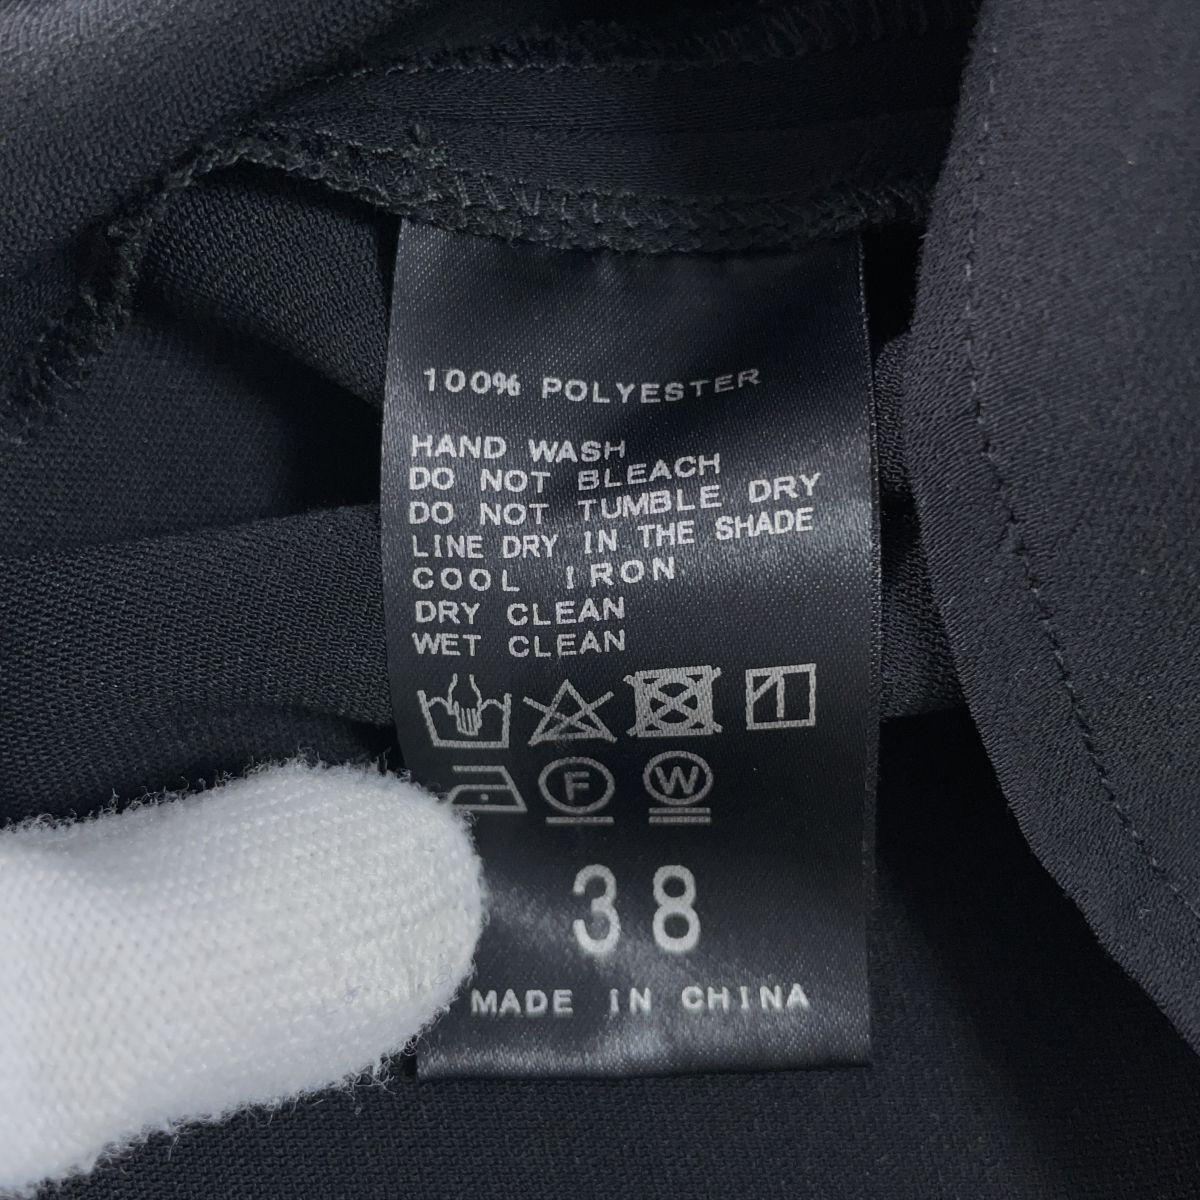 100% POLYESTER
HAND WASH
DO NOT BLEACH
DO NOT TUMBLE DRY
LINE DRY IN THE SHADE
COOL IRON
DRY CLEAN
WET CLEAN
F W
38
MADE IN CHINA